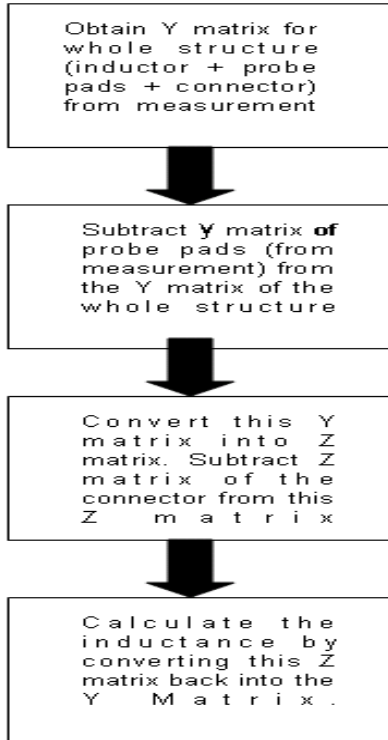 Obtain Y matrix for
whole structure
(inductor + probe
pads + connector)
from measurement
Subtract y matrix of
probe pads (from
measurement) from
the Y matrix of the
whole structure
Convert this Y
matrix into Z
matrix. Subtract Z
matrix of the
connector from this
Z matrix
Calculate the
inductance by
converting this Z
matrix back into the
Y Matrix.